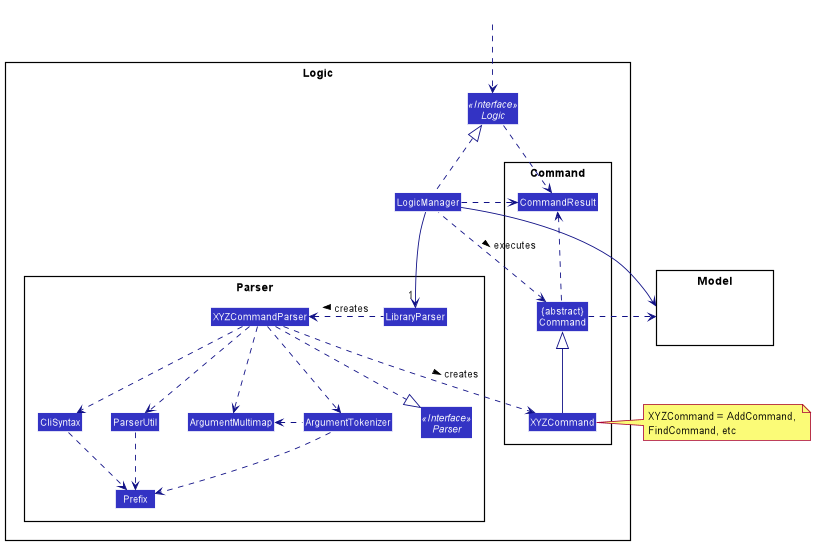 Logic
«Interface»
Logic
Command
LogicManager
CommandResult
executes
Model
Parser
1
creates
XYZCommandParser
LibraryParser
{abstract}
Command
creates
CliSyntax
ParserUtil
ArgumentMultimap
ArgumentTokenizer
«Interface»
Parser
XYZCommand
XYZCommand = AddCommand,
FindCommand, etc
Prefix